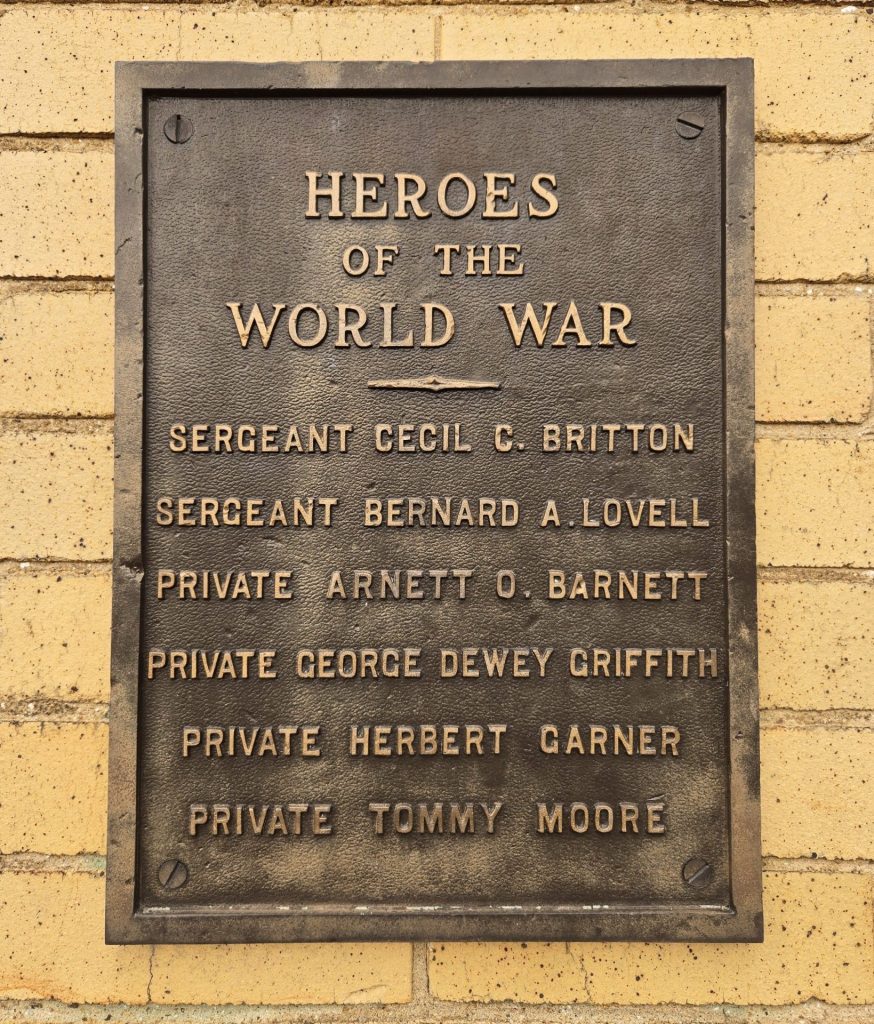 HEROES
OF THE
WORLD WAR
SERGEANT CECIL C. BRITTON
SERGEANT BERNARD A. LOVELL
PRIVATE ARNETT O. BARNETT
PRIVATE GEORGE DEWEY GRIFFITH
PRIVATE HERBERT GARNER
PRIVATE TOMMY MOORE